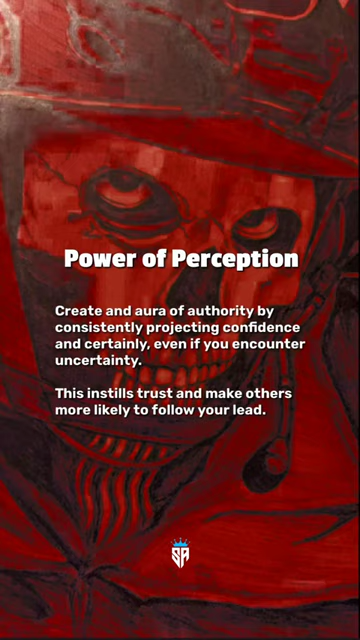 Power of Perception
Create and aura of authority by
consistently projecting confidence
and certainly, even if you encounter
uncertainty.
This instills trust and make others
more likely to follow your lead.
SA